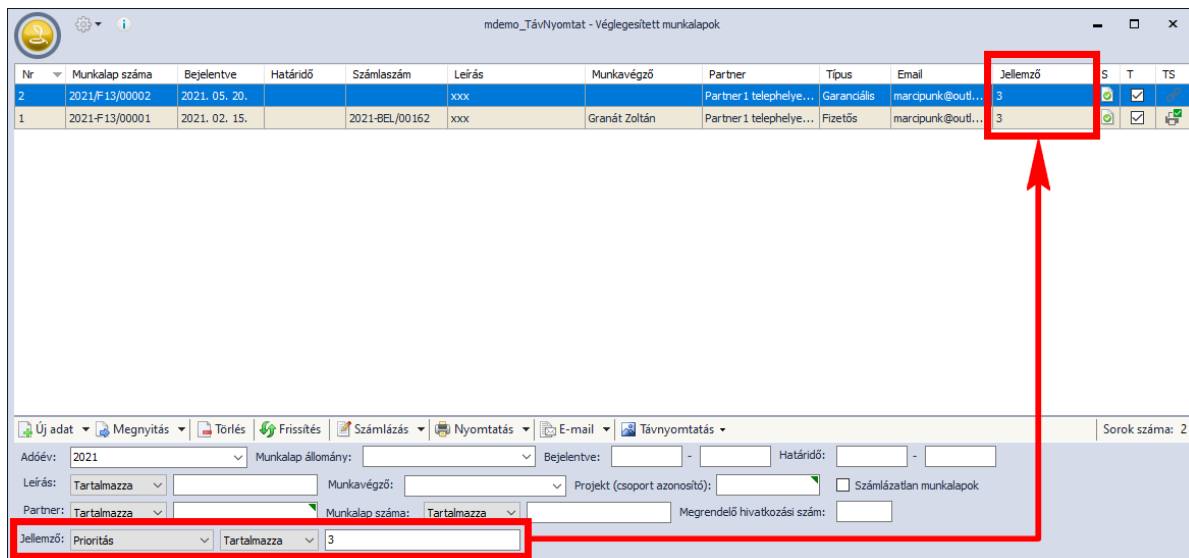 mdemo_TávNyomtat - Véglegesített munkalapok
Nr Munkalap száma Bejelentve Határidő Számlaszám Leírás Munkavégző Partner Típus Email Jellemző S T TS
2 2021/F13/00002 2021. 05. 20. xxx Partner1 telephelye... Garanciális marcipunk@outl... 3
1 2021-F13/00001 2021. 02. 15. 2021-BEL/00162 xxx Gránát Zoltán Partner1 telephelye... Fizetős marcipunk@outl... 3
Új adat Megnyitás Törlés Frissítés Számlázás Nyomtatás E-mail Távnyomtatás Sorok száma: 2
Adóév: 2021 Munkalap állomány: Bejelentve: - Határidő: -
Leírás: Tartalmazza Munkavégző: Projekt (csoport azonosító): Számlázatlan munkalapok
Partner: Tartalmazza Munkalap száma: Tartalmazza Megrendelő hivatkozási szám:
Jellemző: Prioritás Tartalmazza 3